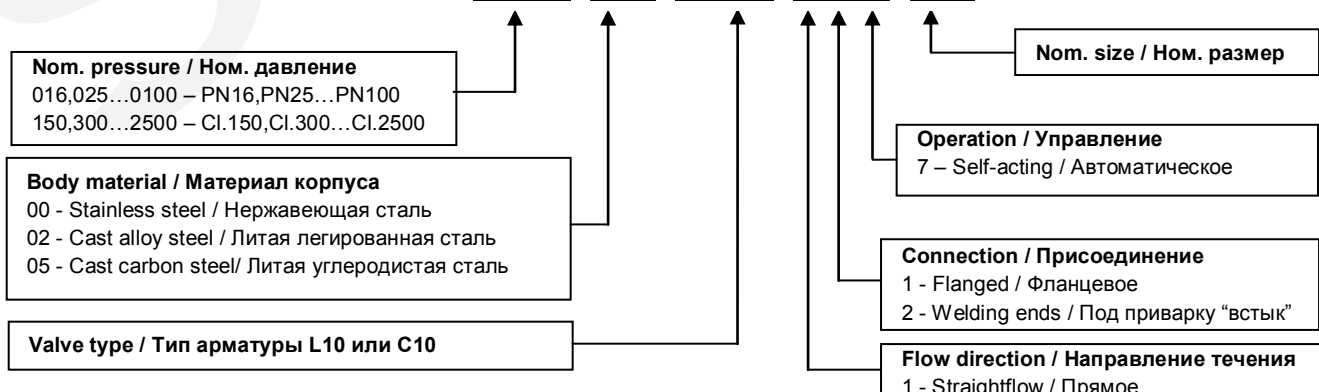 Nom. pressure / Ном. давление
016,025…0100 – PN16,PN25…PN100
150,300…2500 – Cl.150,Cl.300…Cl.2500
Body material / Материал корпуса
00 - Stainless steel / Нержавеющая сталь
02 - Cast alloy steel / Литая легированная сталь
05 - Cast carbon steel/ Литая углеродистая сталь
Valve type / Тип арматуры L10 или C10
Nom. size / Ном. размер
Operation / Управление
7 – Self-acting / Автоматическое
Connection / Присоединение
1 - Flanged / Фланцевое
2 - Welding ends / Под приварку “встык”
Flow direction / Направление течения
1 - Straightflow / Прямое